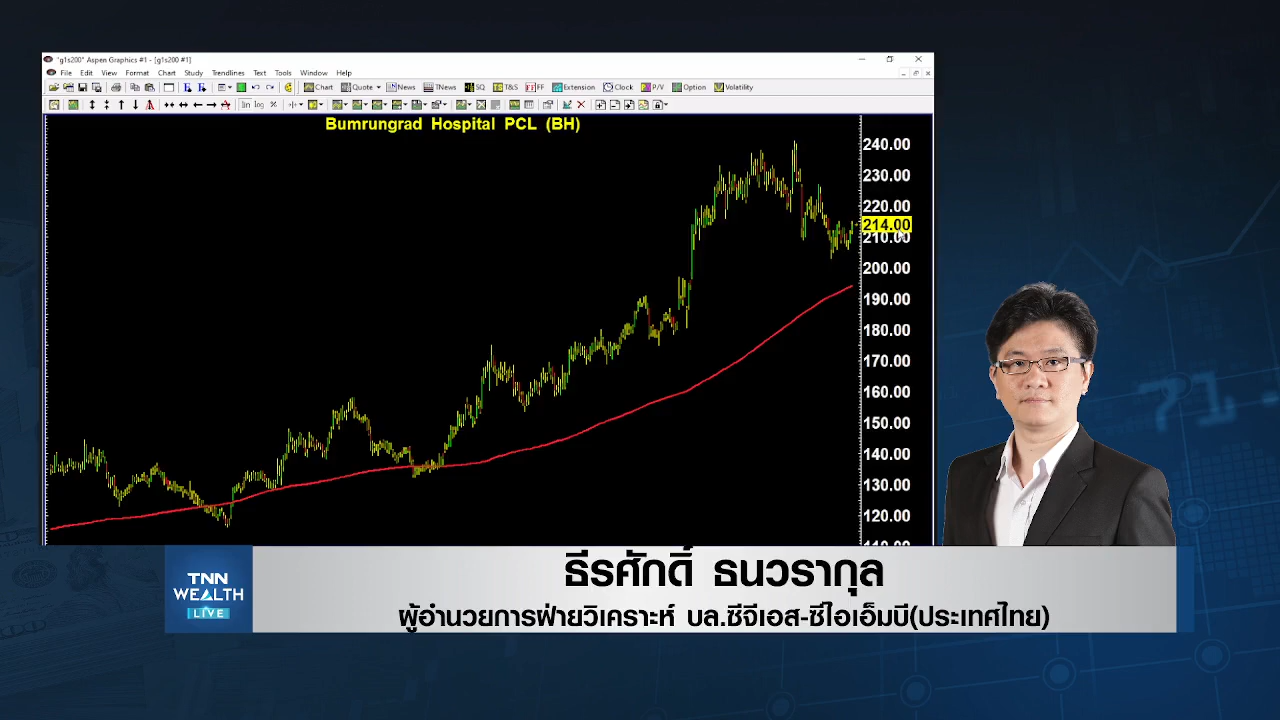 "g1s200" Aspen Graphics #1 - [g1s200 #1]
File Edit View Format Chart Study Trendlines Text Tools Window Help
Chart Quote News TNews SQ T&S FF Extension Clock P/V Option Volatility
lin log %
Bumrungrad Hospital PCL (BH)
240.00
230.00
220.00
214.00
210.00
200.00
190.00
180.00
170.00
160.00
150.00
140.00
130.00
120.00
71.
TNN
WEALTH
LIVE
ธีรศักดิ์ ธนวรากุล
ผู้อำนวยการฝ่ายวิเคราะห์ บล.ซีจีเอส-ซีไอเอ็มบี(ประเทศไทย)